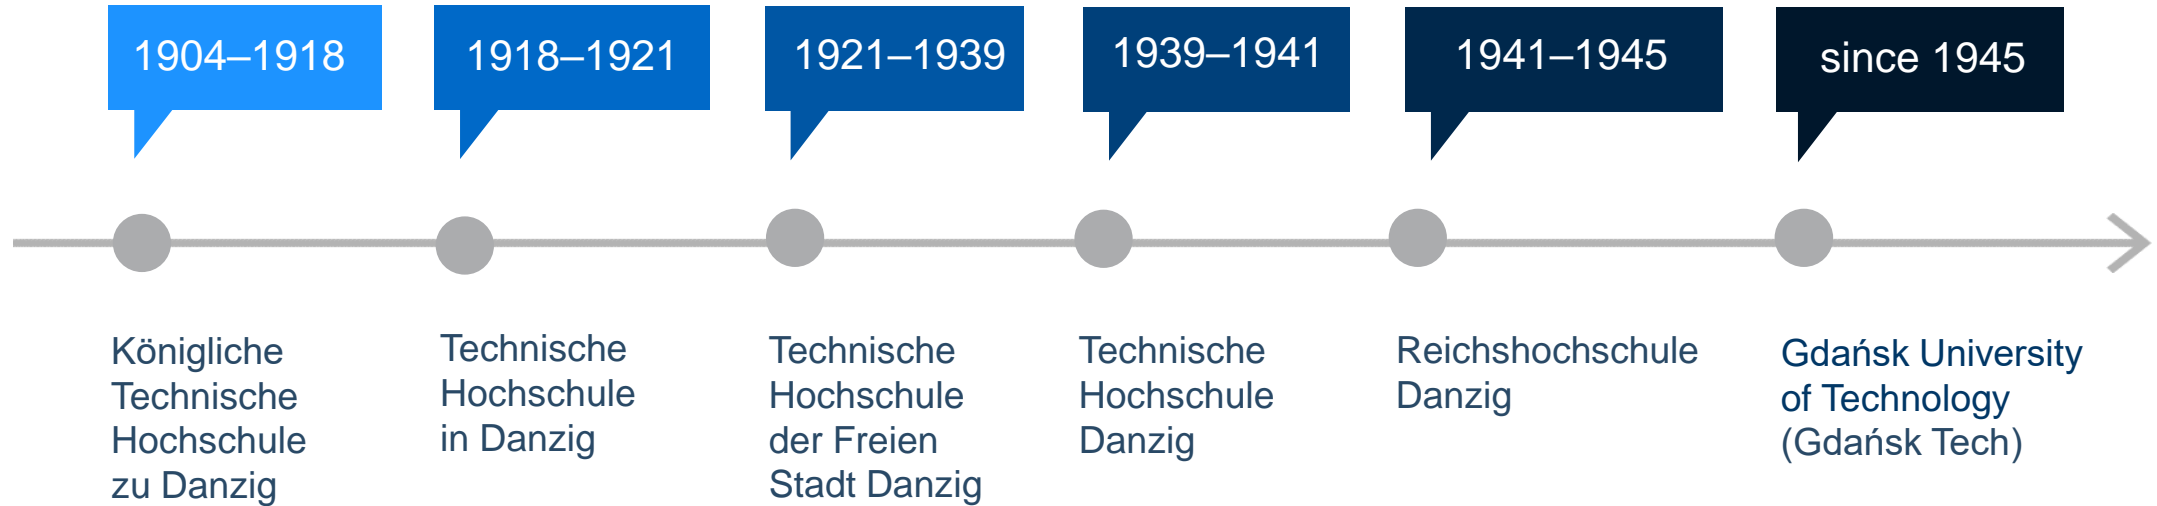 1904–1918
Königliche
Technische
Hochschule
zu Danzig
1918–1921
Technische
Hochschule
in Danzig
1921–1939
Technische
Hochschule
der Freien
Stadt Danzig
1939–1941
Technische
Hochschule
Danzig
1941–1945
Reichshochschule
Danzig
since 1945
Gdańsk University
of Technology
(Gdańsk Tech)